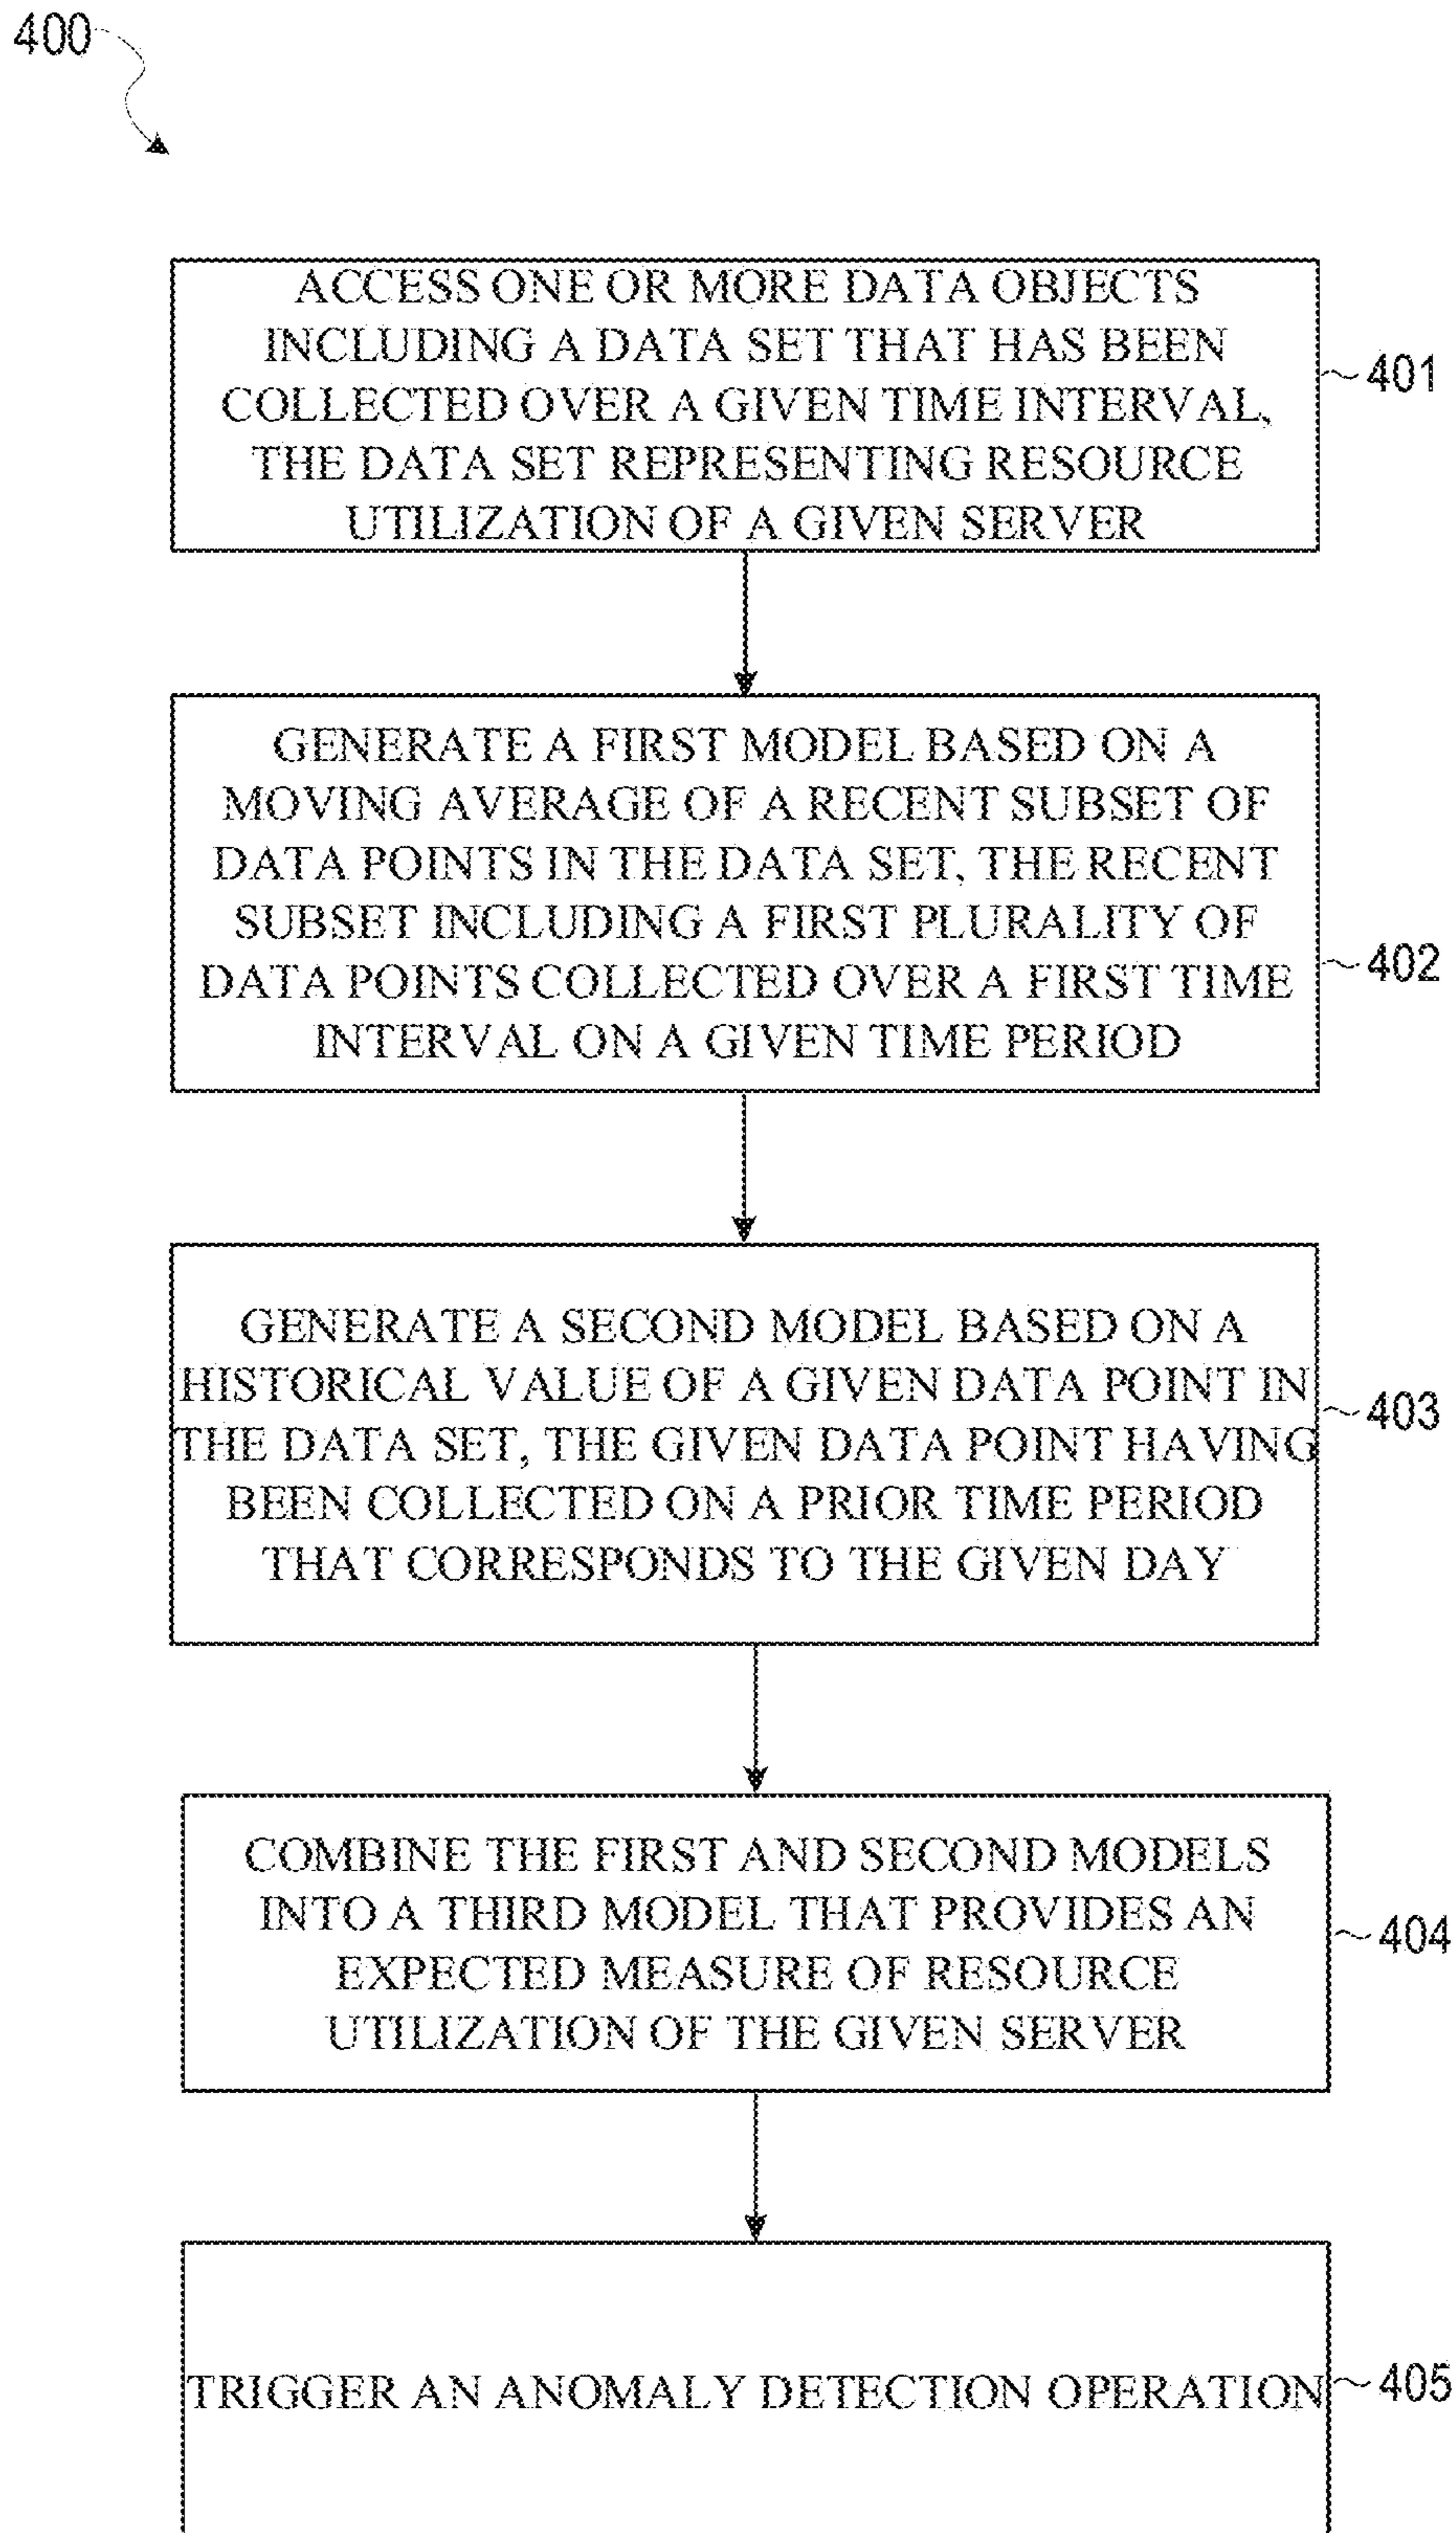 400
ACCESS ONE OR MORE DATA OBJECTS
INCLUDING A DATA SET THAT HAS BEEN
COLLECTED OVER A GIVEN TIME INTERVAL,
THE DATA SET REPRESENTING RESOURCE
UTILIZATION OF A GIVEN SERVER
401
GENERATE A FIRST MODEL BASED ON A
MOVING AVERAGE OF A RECENT SUBSET OF
DATA POINTS IN THE DATA SET, THE RECENT
SUBSET INCLUDING A FIRST PLURALITY OF
DATA POINTS COLLECTED OVER A FIRST TIME
INTERVAL ON A GIVEN TIME PERIOD
402
GENERATE A SECOND MODEL BASED ON A
HISTORICAL VALUE OF A GIVEN DATA POINT IN
THE DATA SET, THE GIVEN DATA POINT HAVING
BEEN COLLECTED ON A PRIOR TIME PERIOD
THAT CORRESPONDS TO THE GIVEN DAY
403
COMBINE THE FIRST AND SECOND MODELS
INTO A THIRD MODEL THAT PROVIDES AN
EXPECTED MEASURE OF RESOURCE
UTILIZATION OF THE GIVEN SERVER
404
TRIGGER AN ANOMALY DETECTION OPERATION
405